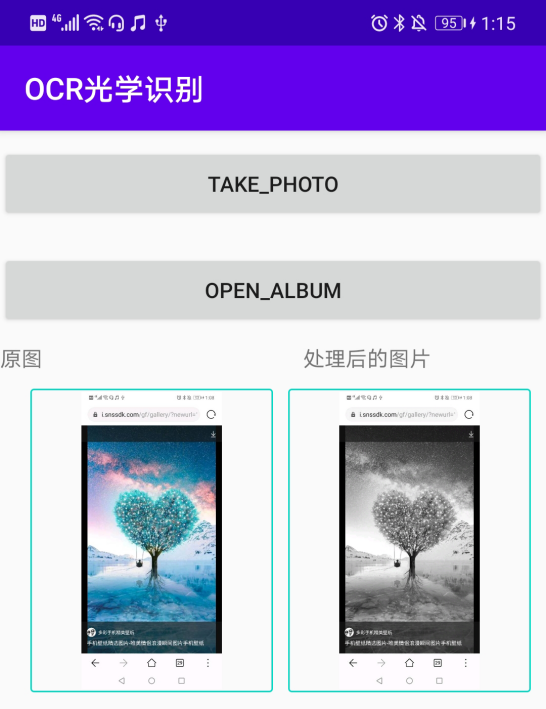 HD 4G 95 1:15
OCR光学识别
TAKE_PHOTO
OPEN_ALBUM
原图 处理后的图片
i.snssdk.com/gf/gallery/?newurl= i.snssdk.com/gf/gallery/?newurl=